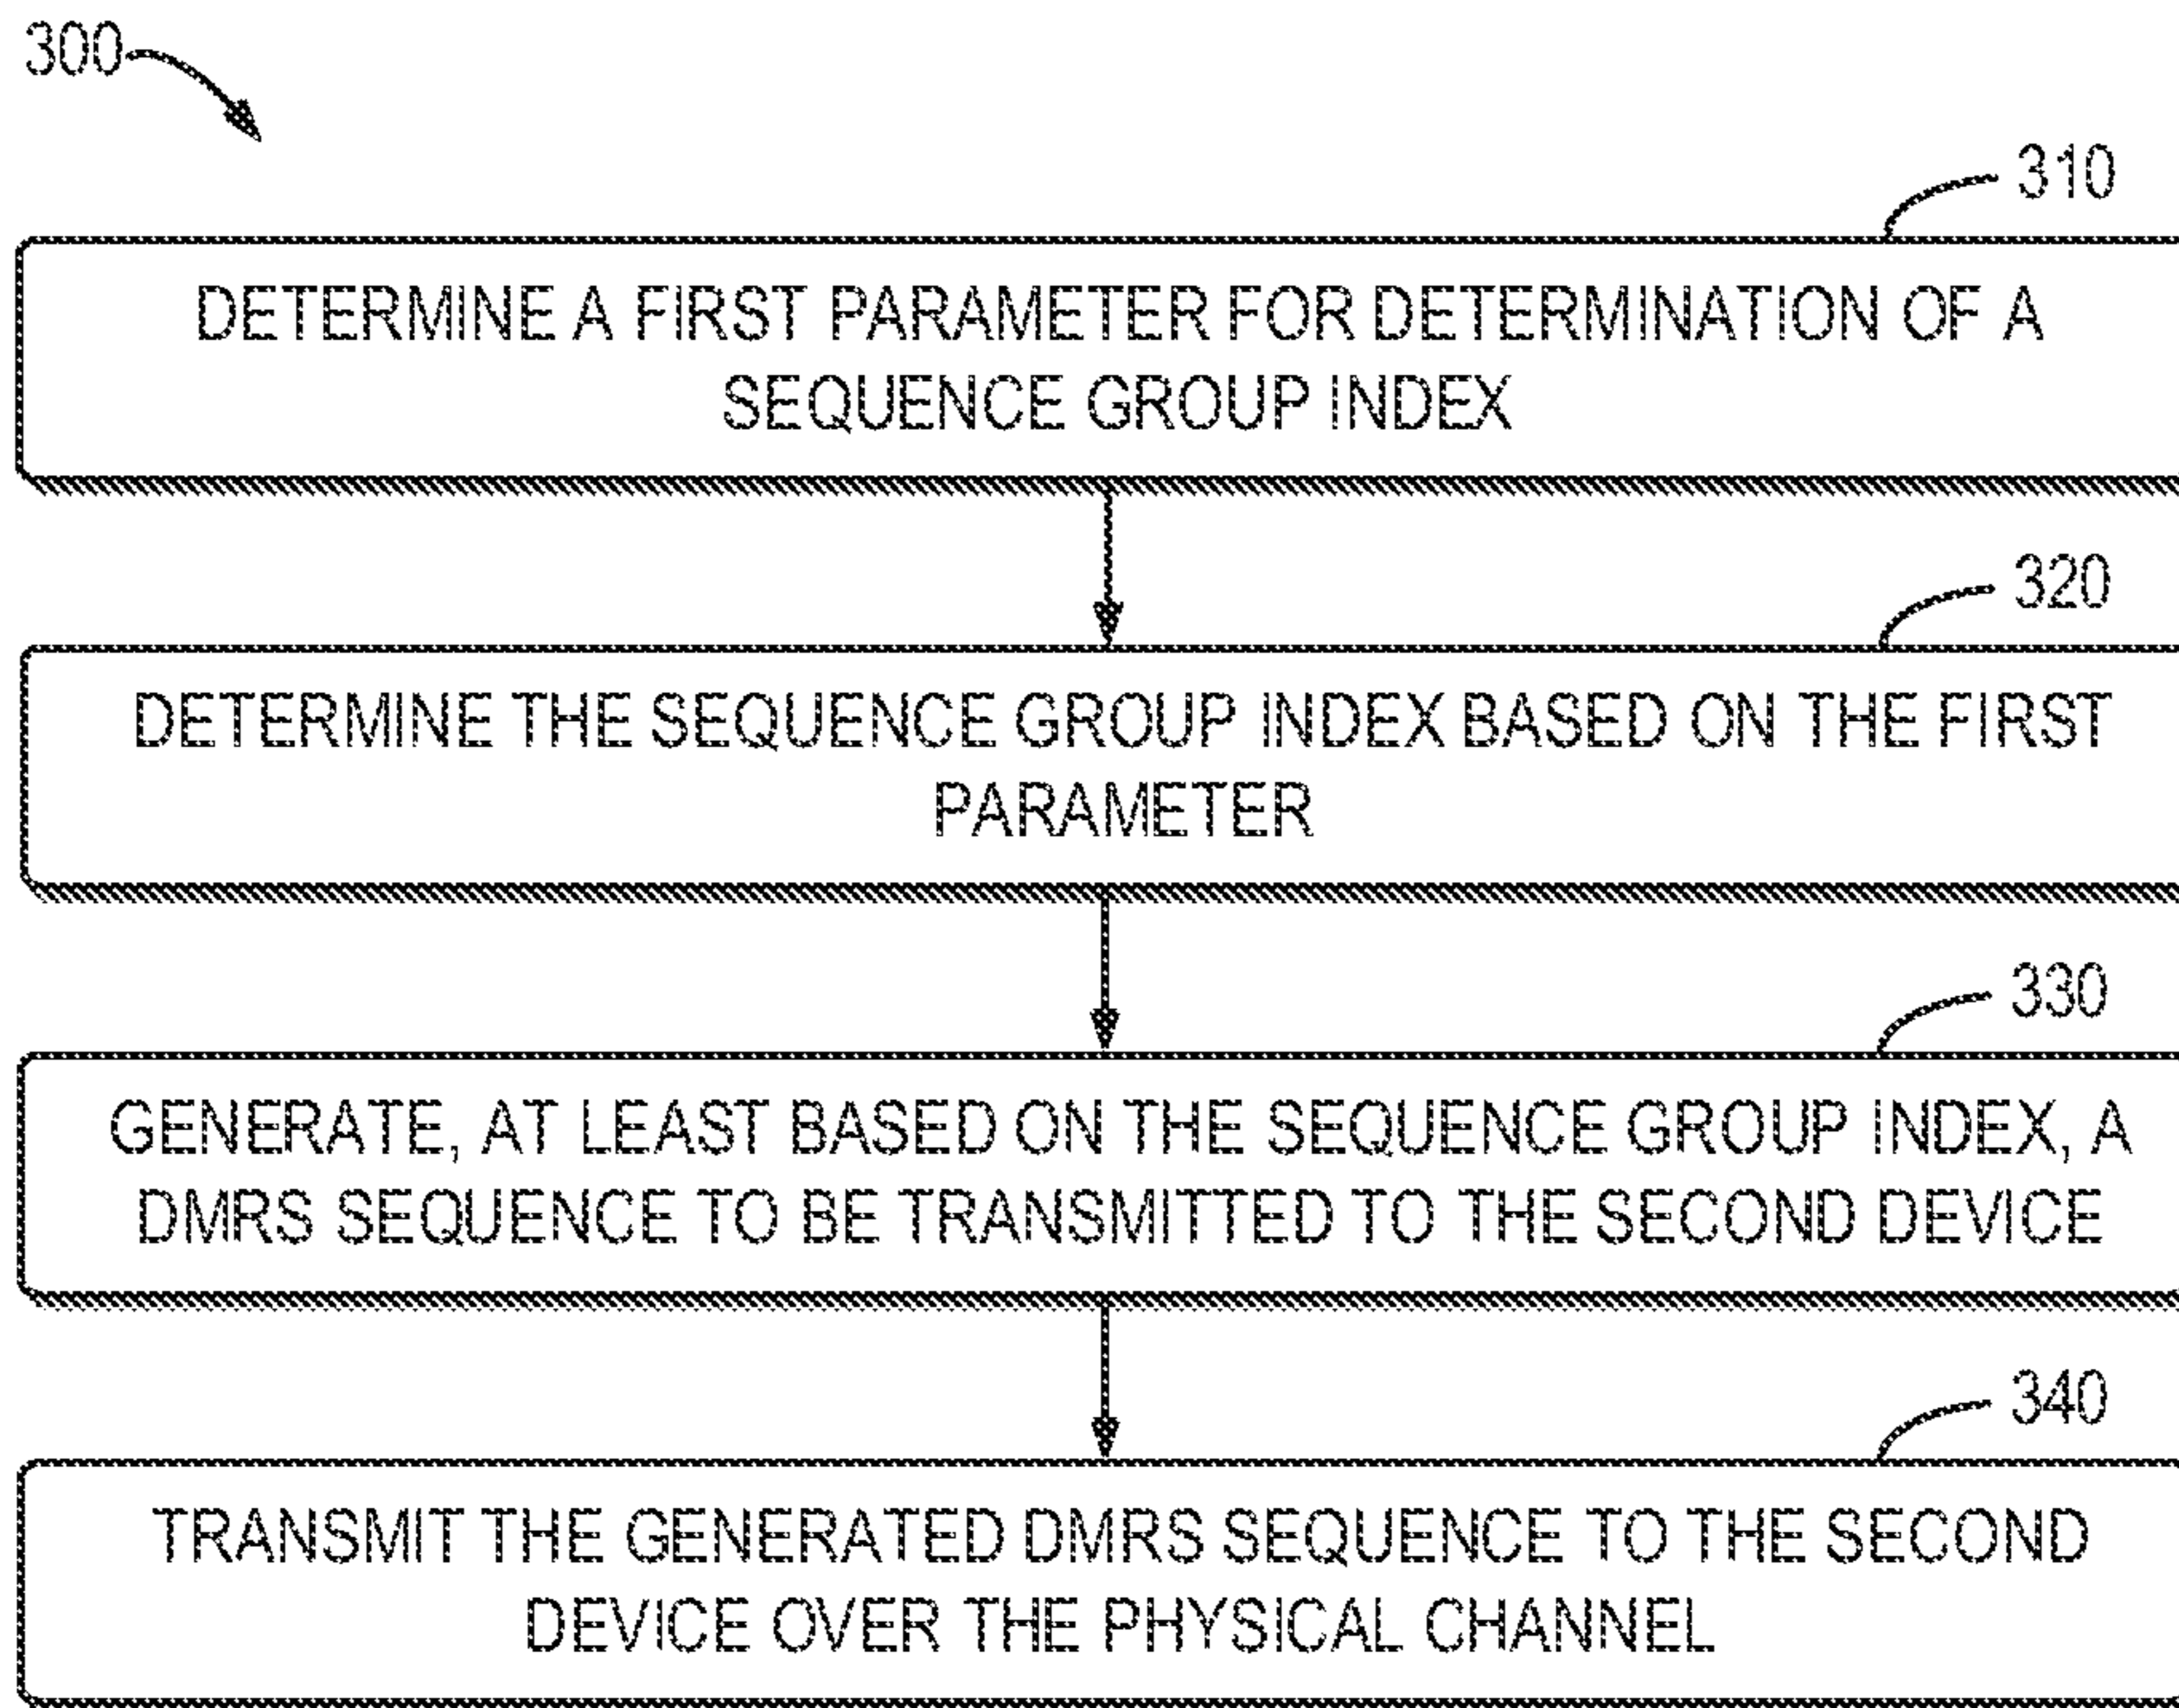 300
310
DETERMINE A FIRST PARAMETER FOR DETERMINATION OF A
SEQUENCE GROUP INDEX
320
DETERMINE THE SEQUENCE GROUP INDEX BASED ON THE FIRST
PARAMETER
330
GENERATE, AT LEAST BASED ON THE SEQUENCE GROUP INDEX, A
DMRS SEQUENCE TO BE TRANSMITTED TO THE SECOND DEVICE
340
TRANSMIT THE GENERATED DMRS SEQUENCE TO THE SECOND
DEVICE OVER THE PHYSICAL CHANNEL